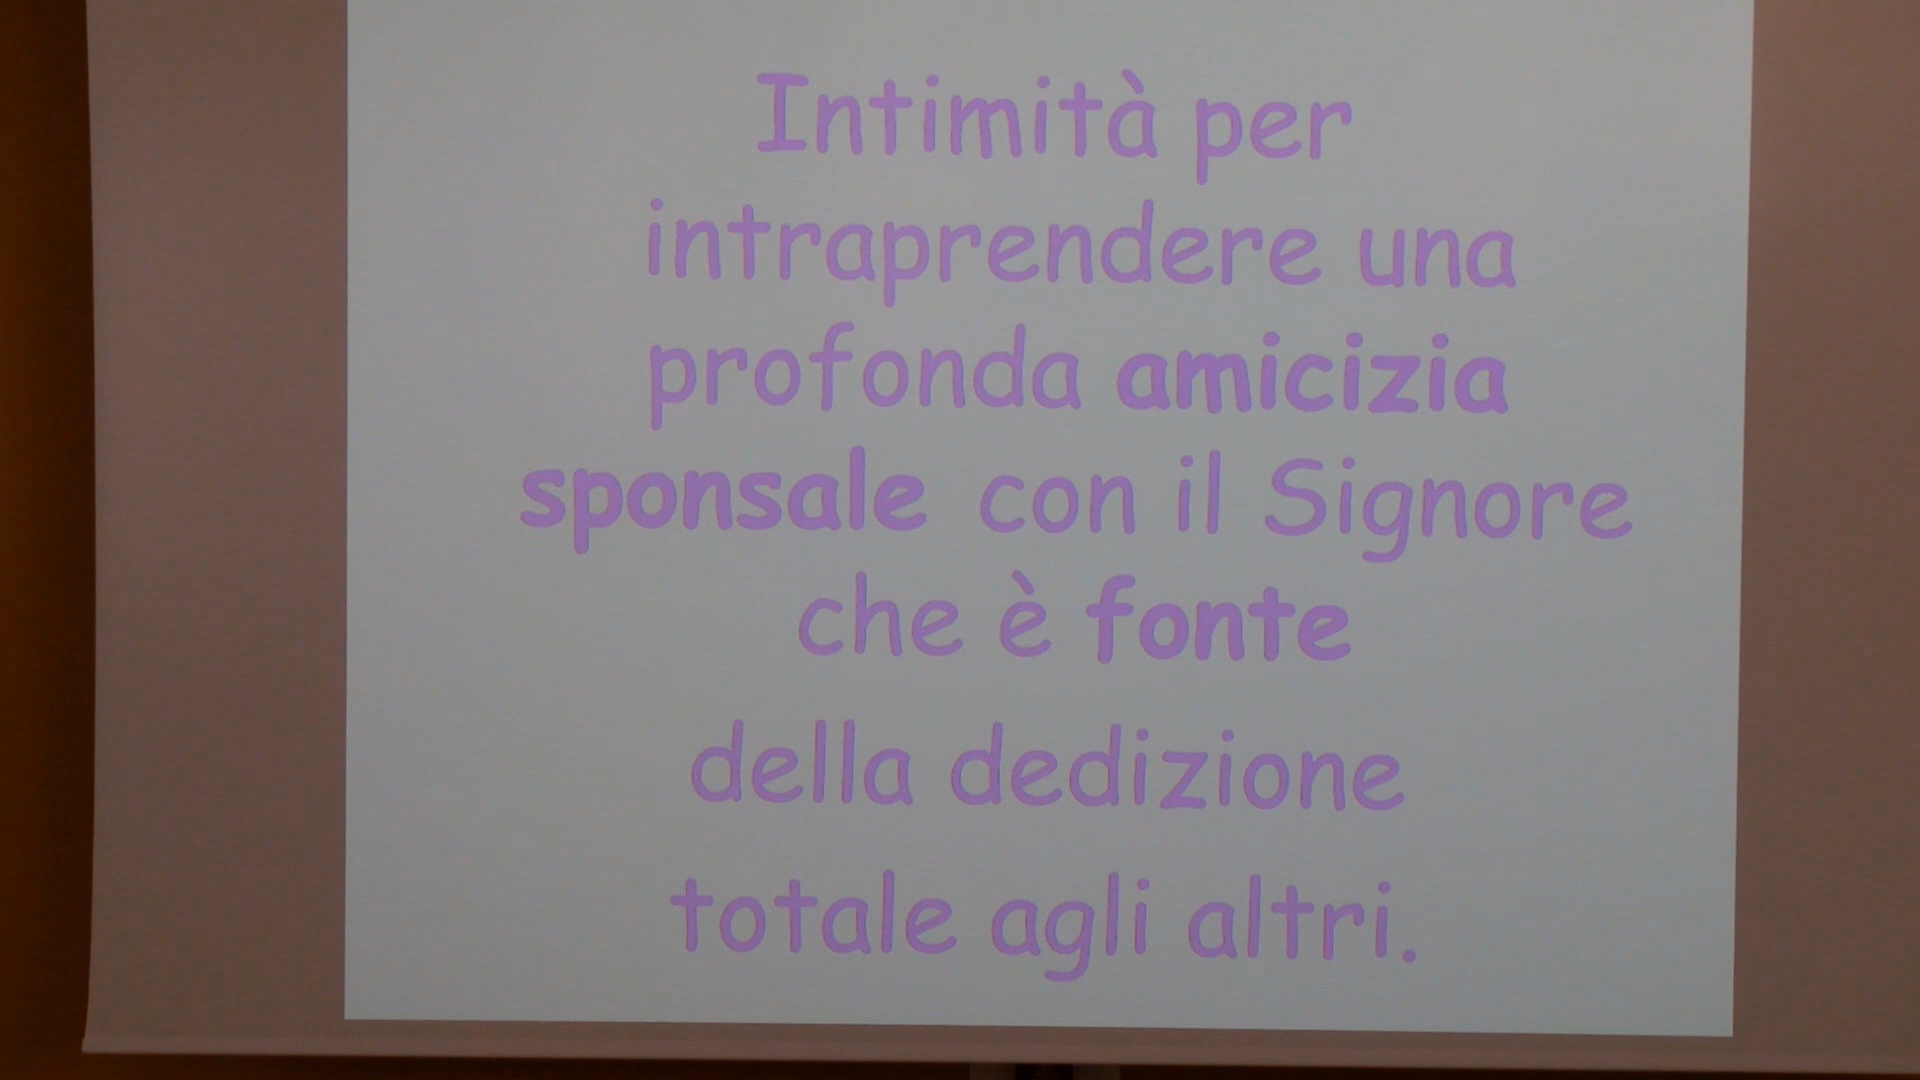 Intimità per
intraprendere una
profonda amicizia
sponsale con il Signore
che è fonte
della dedizione
totale agli altri.